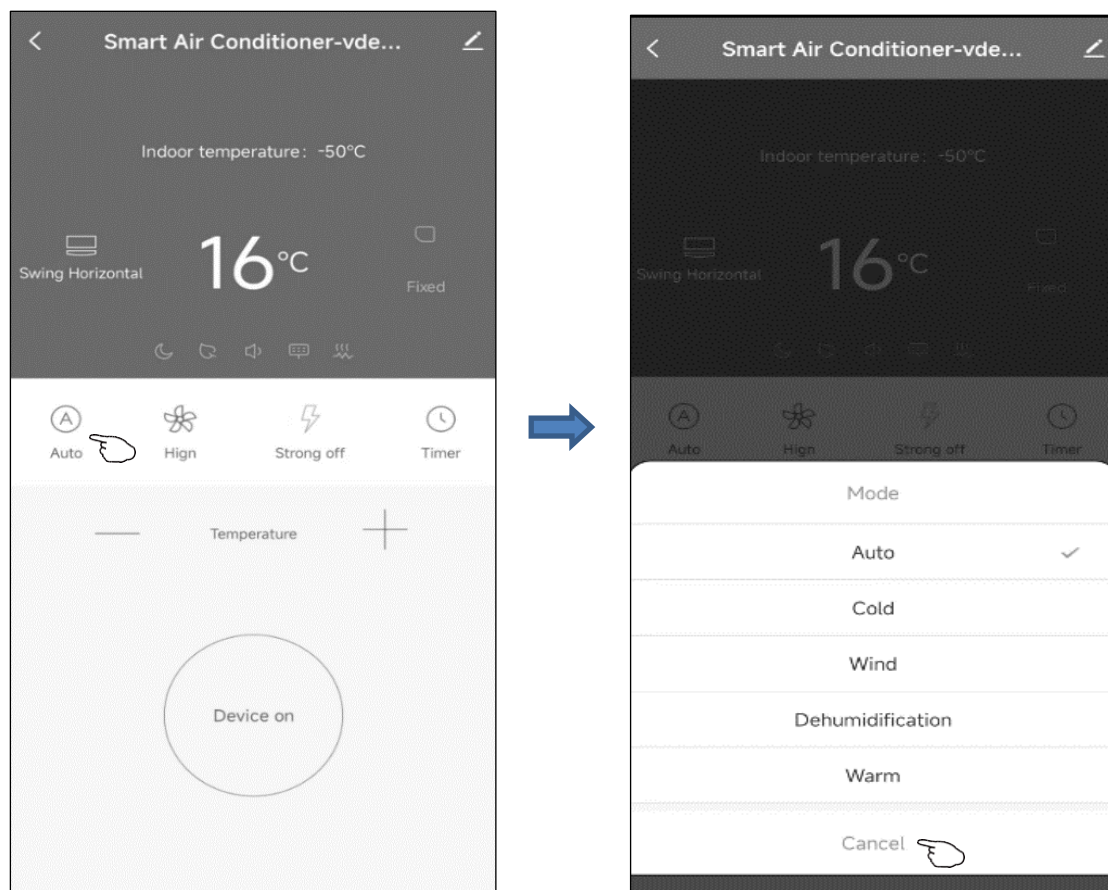 Smart Air Conditioner-vde...
Indoor temperature: -50°C
16°C
Swing Horizontal
Fixed
Auto
Hign
Strong off
Timer
Temperature
Device on
Smart Air Conditioner-vde...
Indoor temperature: -50°C
16°C
Swing Horizontal
Fixed
Auto
Hign
Strong off
Timer
Mode
Auto
Cold
Wind
Dehumidification
Warm
Cancel